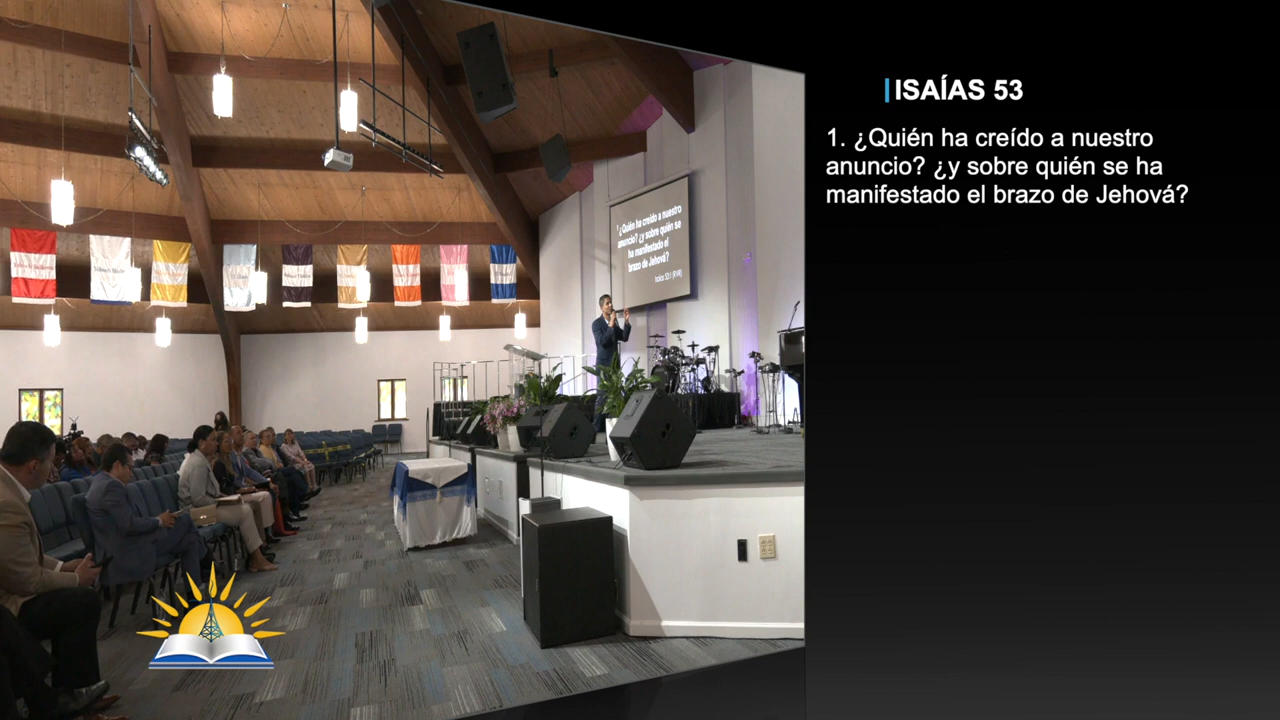 ISAÍAS 53
1. ¿Quién ha creído a nuestro
anuncio? ¿y sobre quién se ha
manifestado el brazo de Jehová?
¿Quién ha creído a nuestro
anuncio? ¿y sobre quién se
ha manifestado el
brazo de Jehová?